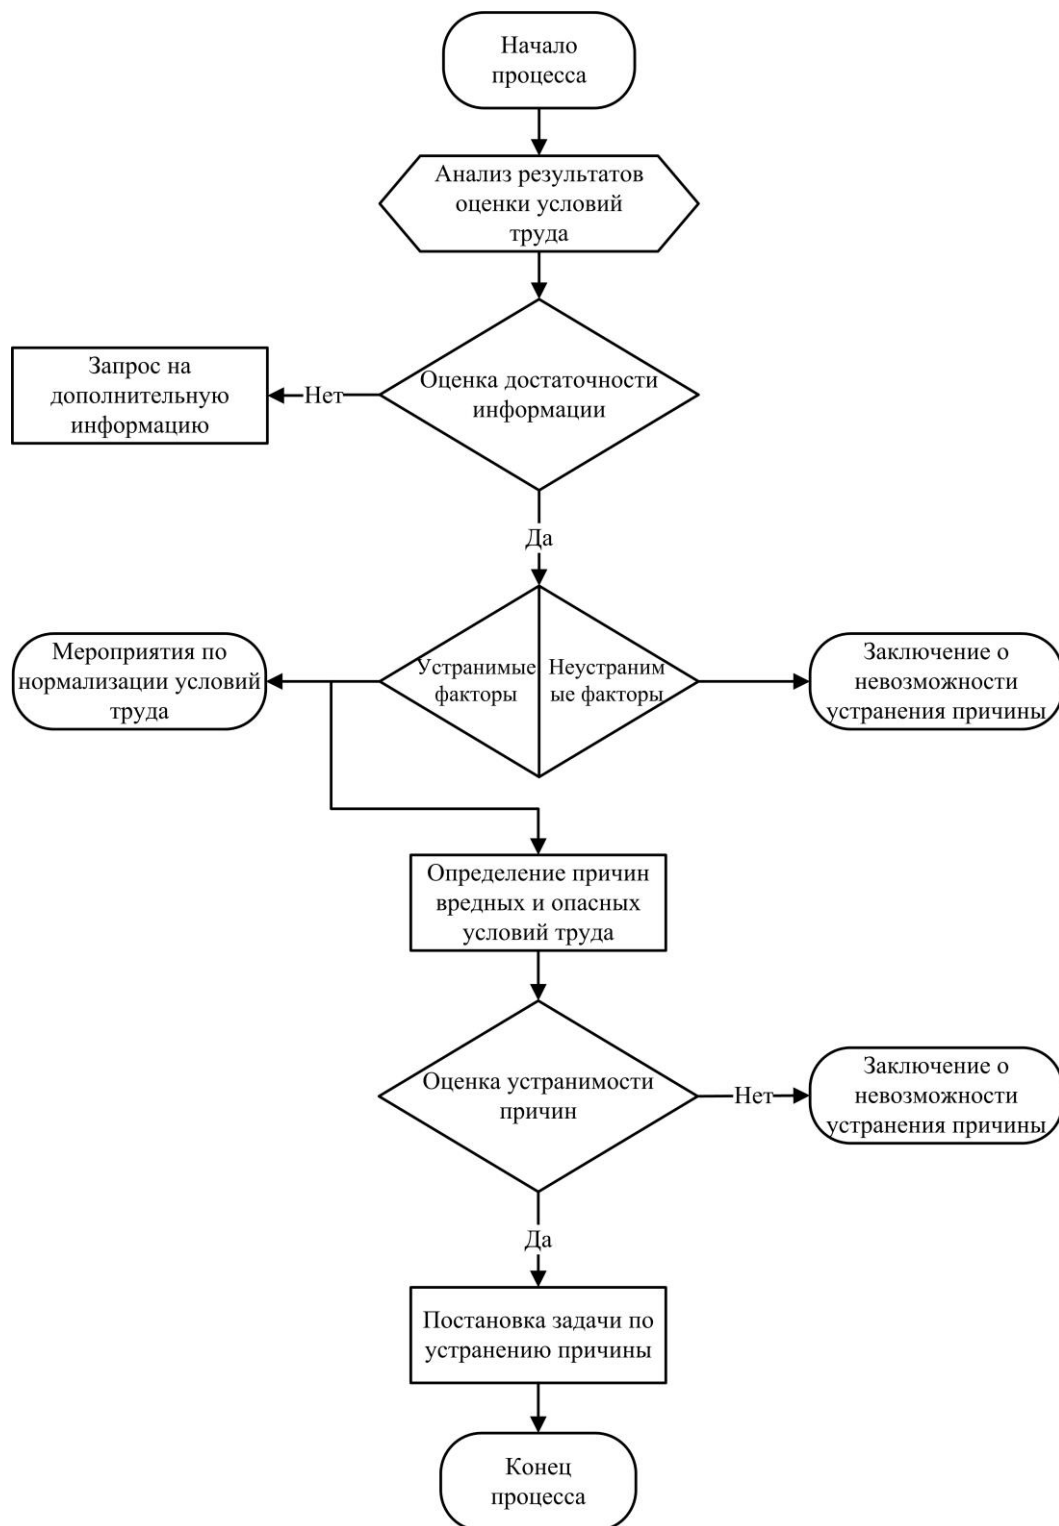 Начало
процесса
Анализ результатов
оценки условий
труда
Оценка достаточности
информации
Нет
Запрос на
дополнительную
информацию
Да
Мероприятия по
нормализации условий
труда
Устранимые
факторы
Неустраним
ые факторы
Заключение о
невозможности
устранения причины
Определение причин
вредных и опасных
условий труда
Оценка устранимости
причин
Нет
Заключение о
невозможности
устранения причины
Да
Постановка задачи по
устранению причины
Конец
процесса